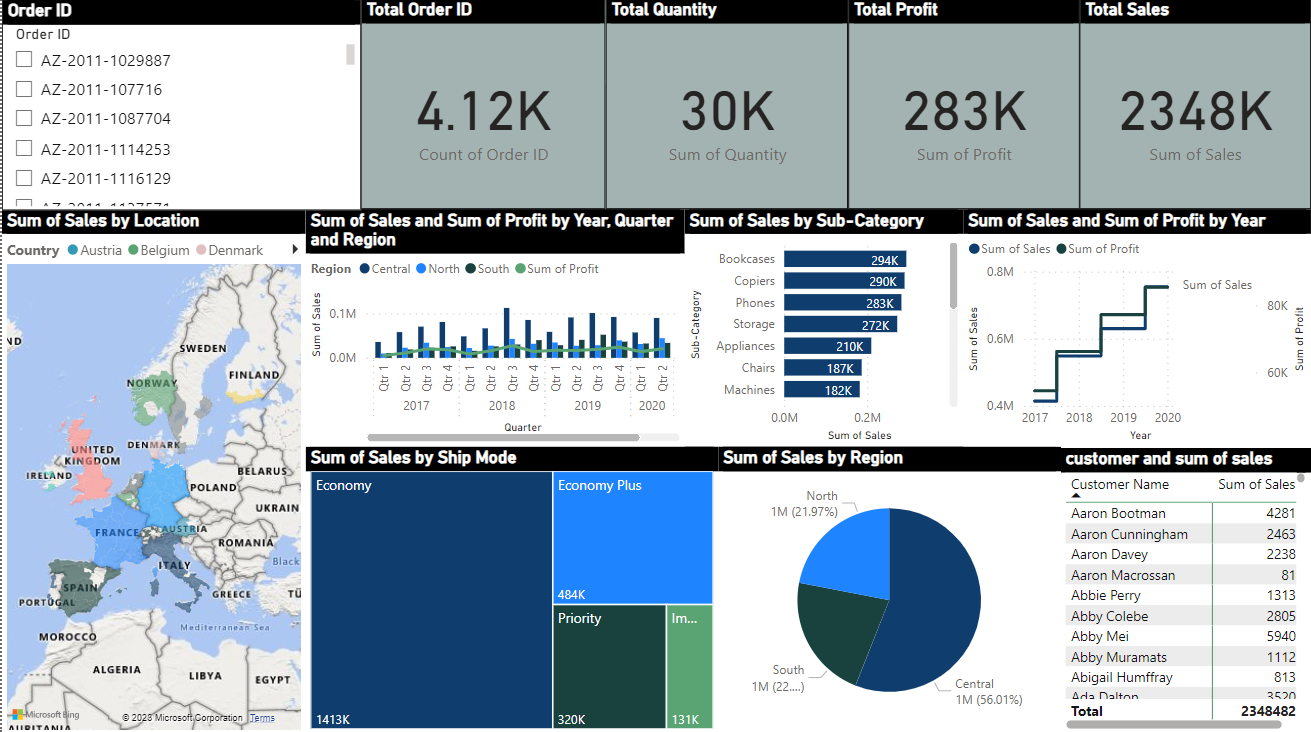 Order ID
Order ID
AZ-2011-1029887
AZ-2011-107716
AZ-2011-1087704
AZ-2011-1114253
AZ-2011-1116129
Total Order ID
4.12K
Count of Order ID
Total Quantity
30K
Sum of Quantity
Total Profit
283K
Sum of Profit
Total Sales
2348K
Sum of Sales
Sum of Sales by Location
Country Austria Belgium Denmark
SWEDEN
FINLAND
NORWAY
DENMARK
UNITED
KINGDOM
IRELAND
BELARUS
POLAND
UKRAIN
FRANCE
AUSTRIA
ROMANIA
ITALY
Black
SPAIN
PORTUGAL
GREECE
TÜ
Mediterranean Sea
MOROCCO
ALGERIA
LIBYA
EGYPT
Microsoft Bing
© 2023 Microsoft Corporation Terms
AURITANIA
ND
Sum of Sales and Sum of Profit by Year, Quarter
and Region
Region Central North South Sum of Profit
Sum of Sales
0.1M
0.0M
Qtr 1
Qtr 2
Qtr 3
Qtr 4
Qtr 1
Qtr 2
Qtr 3
Qtr 4
Qtr 1
Qtr 2
Qtr 3
Qtr 4
Qtr 1
Qtr 2
2017 2018 2019 2020
Quarter
Sum of Sales by Sub-Category
Sub-Category
Bookcases 294K
Copiers 290K
Phones 283K
Storage 272K
Appliances 210K
Chairs 187K
Machines 182K
0.0M 0.2M
Sum of Sales
Sum of Sales and Sum of Profit by Year
Sum of Sales Sum of Profit
Sum of Sales
0.8M
0.6M
0.4M
Sum of Sales
80K
60K
Sum of Profit
2017 2018 2019 2020
Year
Sum of Sales by Ship Mode
Economy
1413K
Economy Plus
484K
Priority
320K
Im...
131K
Sum of Sales by Region
North
1M (21.97%)
South
1M (22....)
Central
1M (56.01%)
customer and sum of sales
Customer Name Sum of Sales
Aaron Bootman 4281
Aaron Cunningham 2463
Aaron Davey 2238
Aaron Macrossan 81
Abbie Perry 1313
Abby Colebe 2805
Abby Mei 5940
Abby Muramats 1112
Abigail Humffray 813
Ada Dalton 3520
Total 2348482